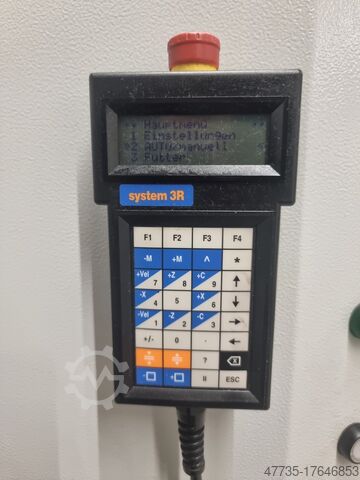 ** Hauptmenü **
1 Einstellungen
2 AUTO/manuell
3 Futter
system 3R
F1 F2 F3 F4
-M +M ^ *
+Vel 7 +Z 8 +C 9 ↑
-X 4 5 +X 6 ↓
-Vel 1 -Z 2 -C 3 →
+/- 0 . ←
?
- + II ESC
47735-17646853